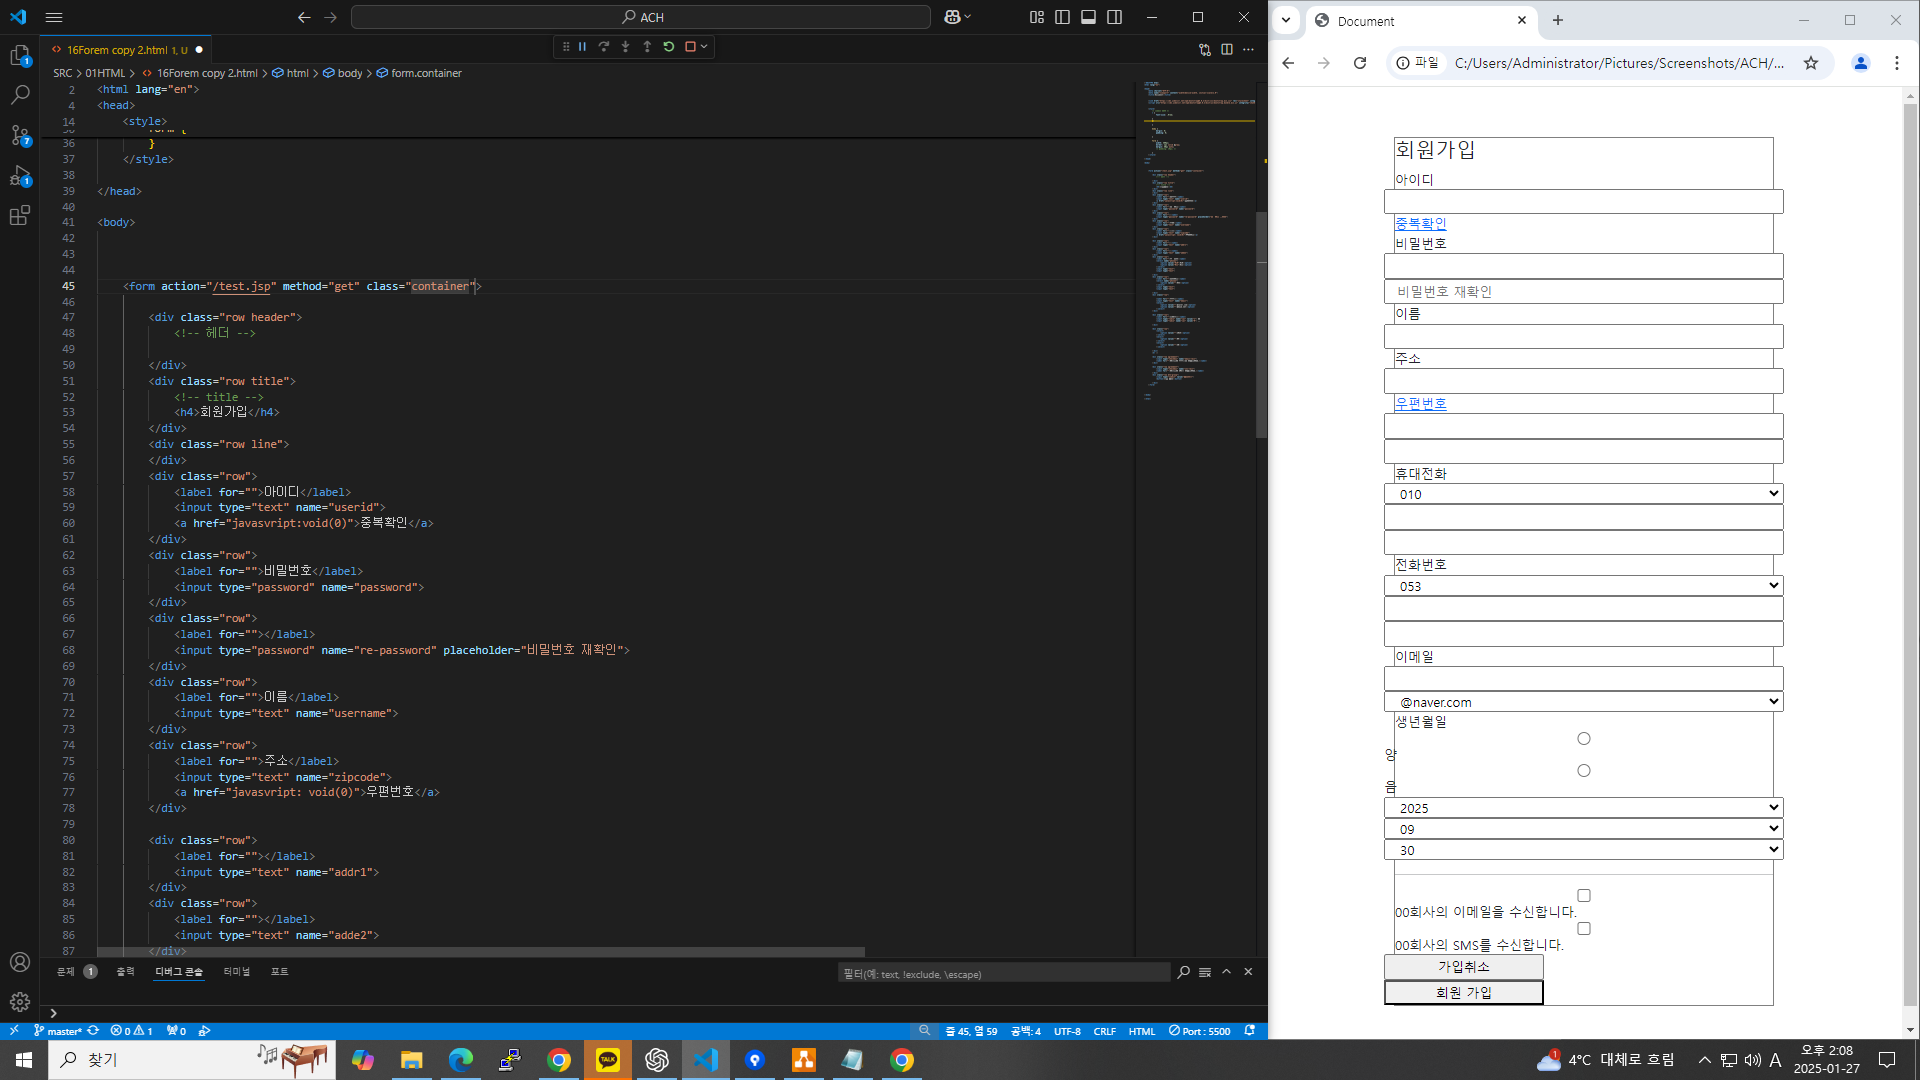 ACH
16Forem copy 2.html 1, U
SRC > 01HTML > 16Forem copy 2.html > html > body > form.container
2 <html lang="en">
4 <head>
14 <style>
36 }
37 </style>
38
39 </head>
40
41 <body>
42
43
44
45 <form action="/test.jsp" method="get" class="container">
46
47 <div class="row header">
48 <!-- 헤더 -->
49
50 </div>
51 <div class="row title">
52 <!-- title -->
53 <h4>회원가입</h4>
54 </div>
55 <div class="row line">
56 </div>
57 <div class="row">
58 <label for="">아이디</label>
59 <input type="text" name="userid">
60 <a href="javasvript:void(0)">중복확인</a>
61 </div>
62 <div class="row">
63 <label for="">비밀번호</label>
64 <input type="password" name="password">
65 </div>
66 <div class="row">
67 <label for=""></label>
68 <input type="password" name="re-password" placeholder="비밀번호 재확인">
69 </div>
70 <div class="row">
71 <label for="">이름</label>
72 <input type="text" name="username">
73 </div>
74 <div class="row">
75 <label for="">주소</label>
76 <input type="text" name="zipcode">
77 <a href="javasvript: void(0)">우편번호</a>
78 </div>
79
80 <div class="row">
81 <label for=""></label>
82 <input type="text" name="addr1">
83 </div>
84 <div class="row">
85 <label for=""></label>
86 <input type="text" name="adde2">
87 </div>
문제 1 출력 디버그 콘솔 터미널 포트
필터(예: text, !exclude, \escape)
master* 0 1 0 줄 45, 열 59 공백: 4 UTF-8 CRLF HTML Port : 5500
Document
파일 C:/Users/Administrator/Pictures/Screenshots/ACH/...
회원가입
아이디
중복확인
비밀번호
비밀번호 재확인
이름
주소
우편번호
휴대전화
010
전화번호
053
이메일
@naver.com
생년월일
양
음
2025
09
30
00회사의 이메일을 수신합니다.
00회사의 SMS를 수신합니다.
가입취소
회원 가입
찾기
TALK
1 4°C 대체로 흐림 A 오후 2:08
2025-01-27